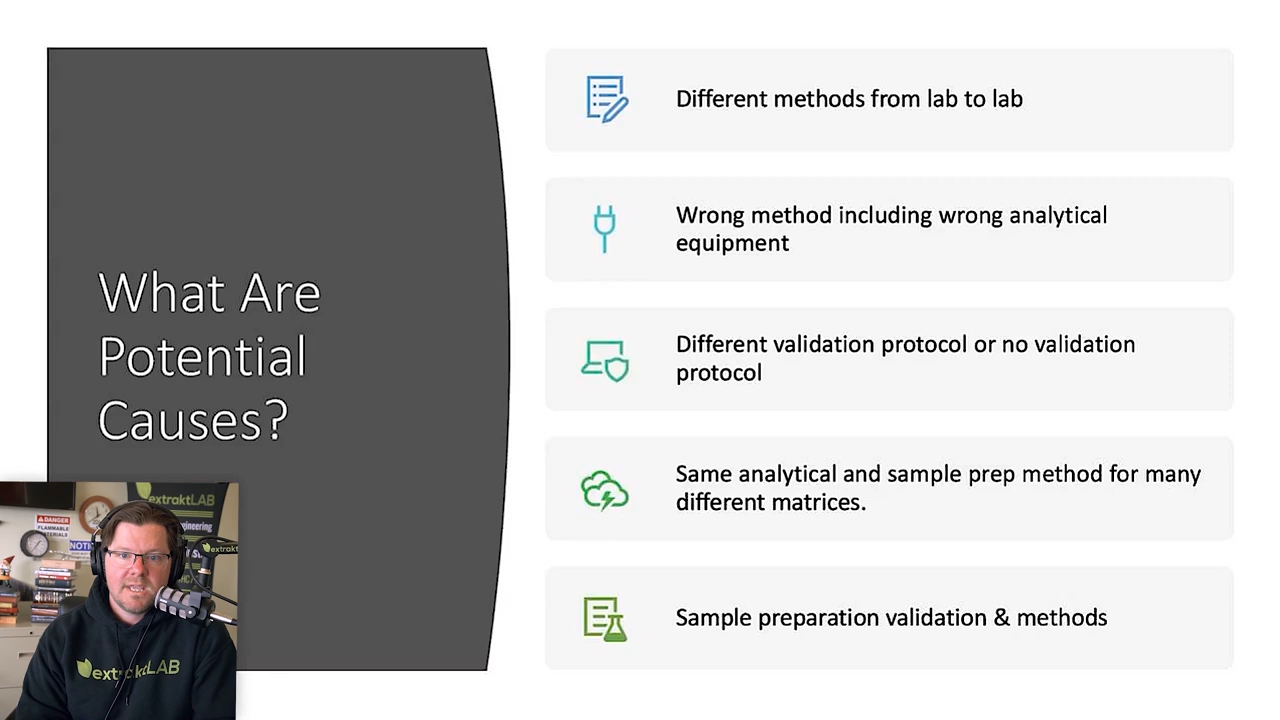 What Are
Potential
Causes?
Different methods from lab to lab
Wrong method including wrong analytical
equipment
Different validation protocol or no validation
protocol
Same analytical and sample prep method for many
different matrices.
Sample preparation validation & methods
extraktLAB
DANGER
FLAMMABLE
MATERIALS
extraktLAB